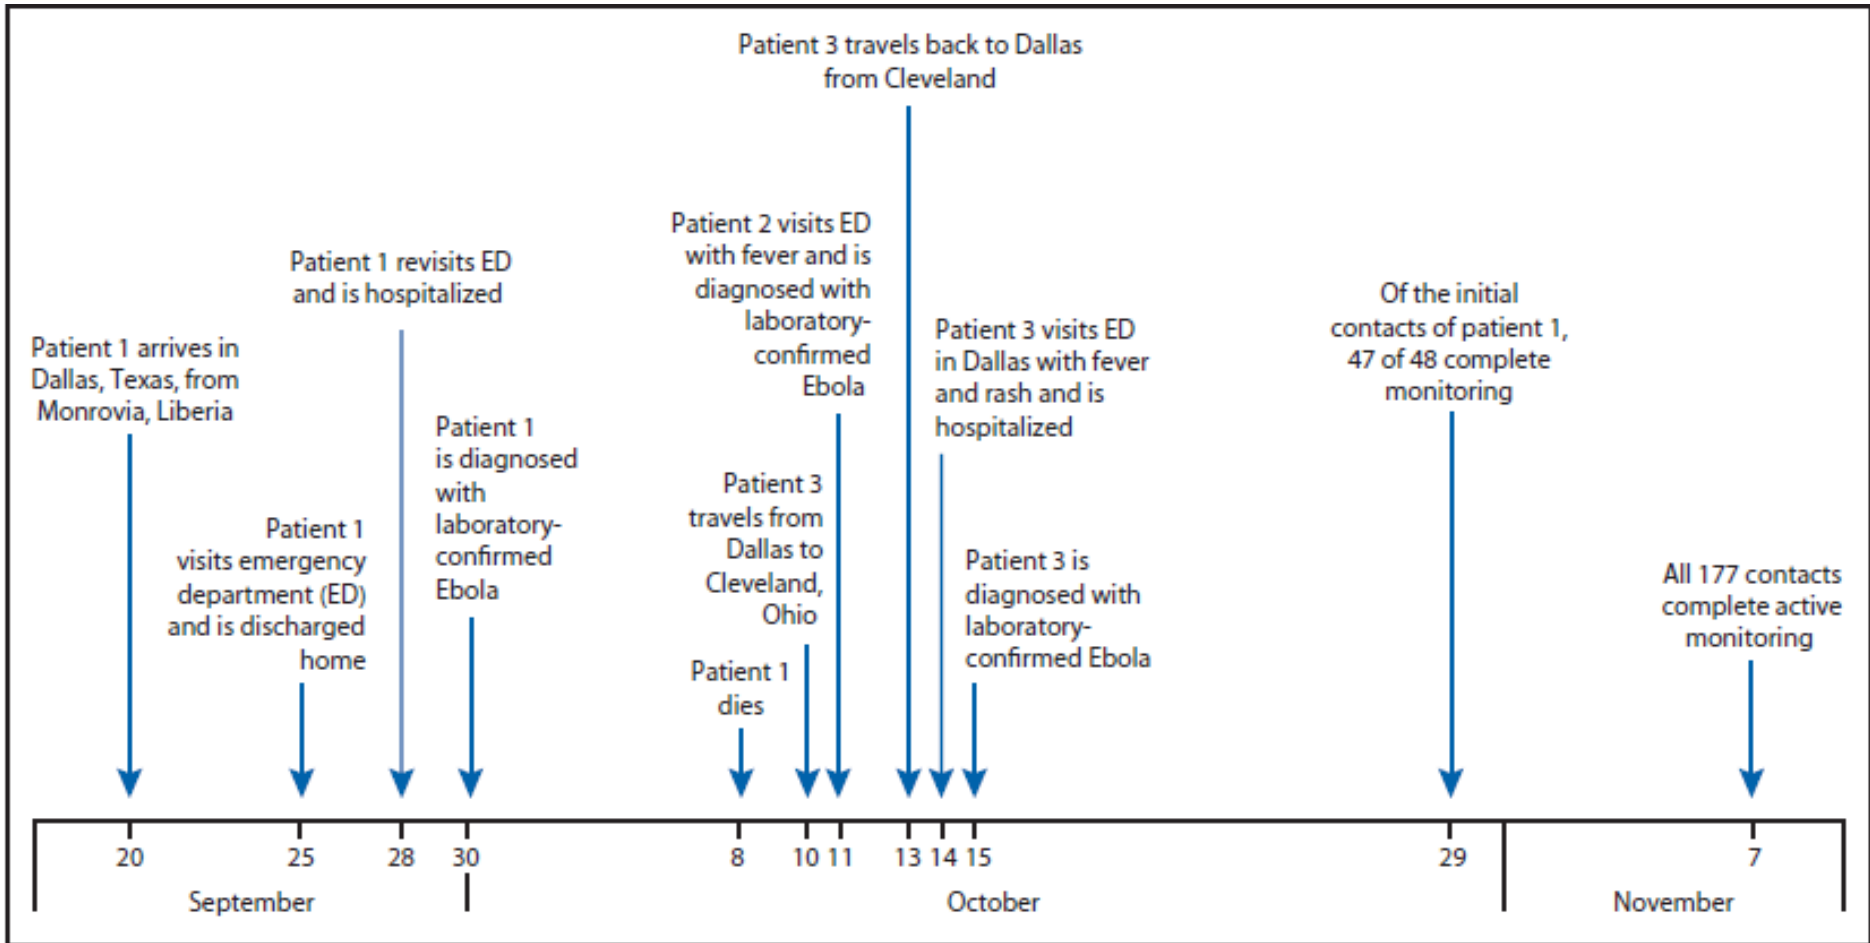 Patient 3 travels back to Dallas
from Cleveland
Patient 2 visits ED
with fever and is
diagnosed with
laboratory-
confirmed
Ebola
Patient 1 revisits ED
and is hospitalized
Of the initial
contacts of patient 1,
47 of 48 complete
monitoring
Patient 3 visits ED
in Dallas with fever
and rash and is
hospitalized
Patient 1 arrives in
Dallas, Texas, from
Monrovia, Liberia
Patient 1
is diagnosed
with
laboratory-
confirmed
Ebola
Patient 3
travels from
Dallas to
Cleveland,
Ohio
Patient 1
visits emergency
department (ED)
and is discharged
home
Patient 3 is
diagnosed with
laboratory-
confirmed Ebola
All 177 contacts
complete active
monitoring
Patient 1
dies
20 25 28 30 8 10 11 13 14 15 29 7
September October November